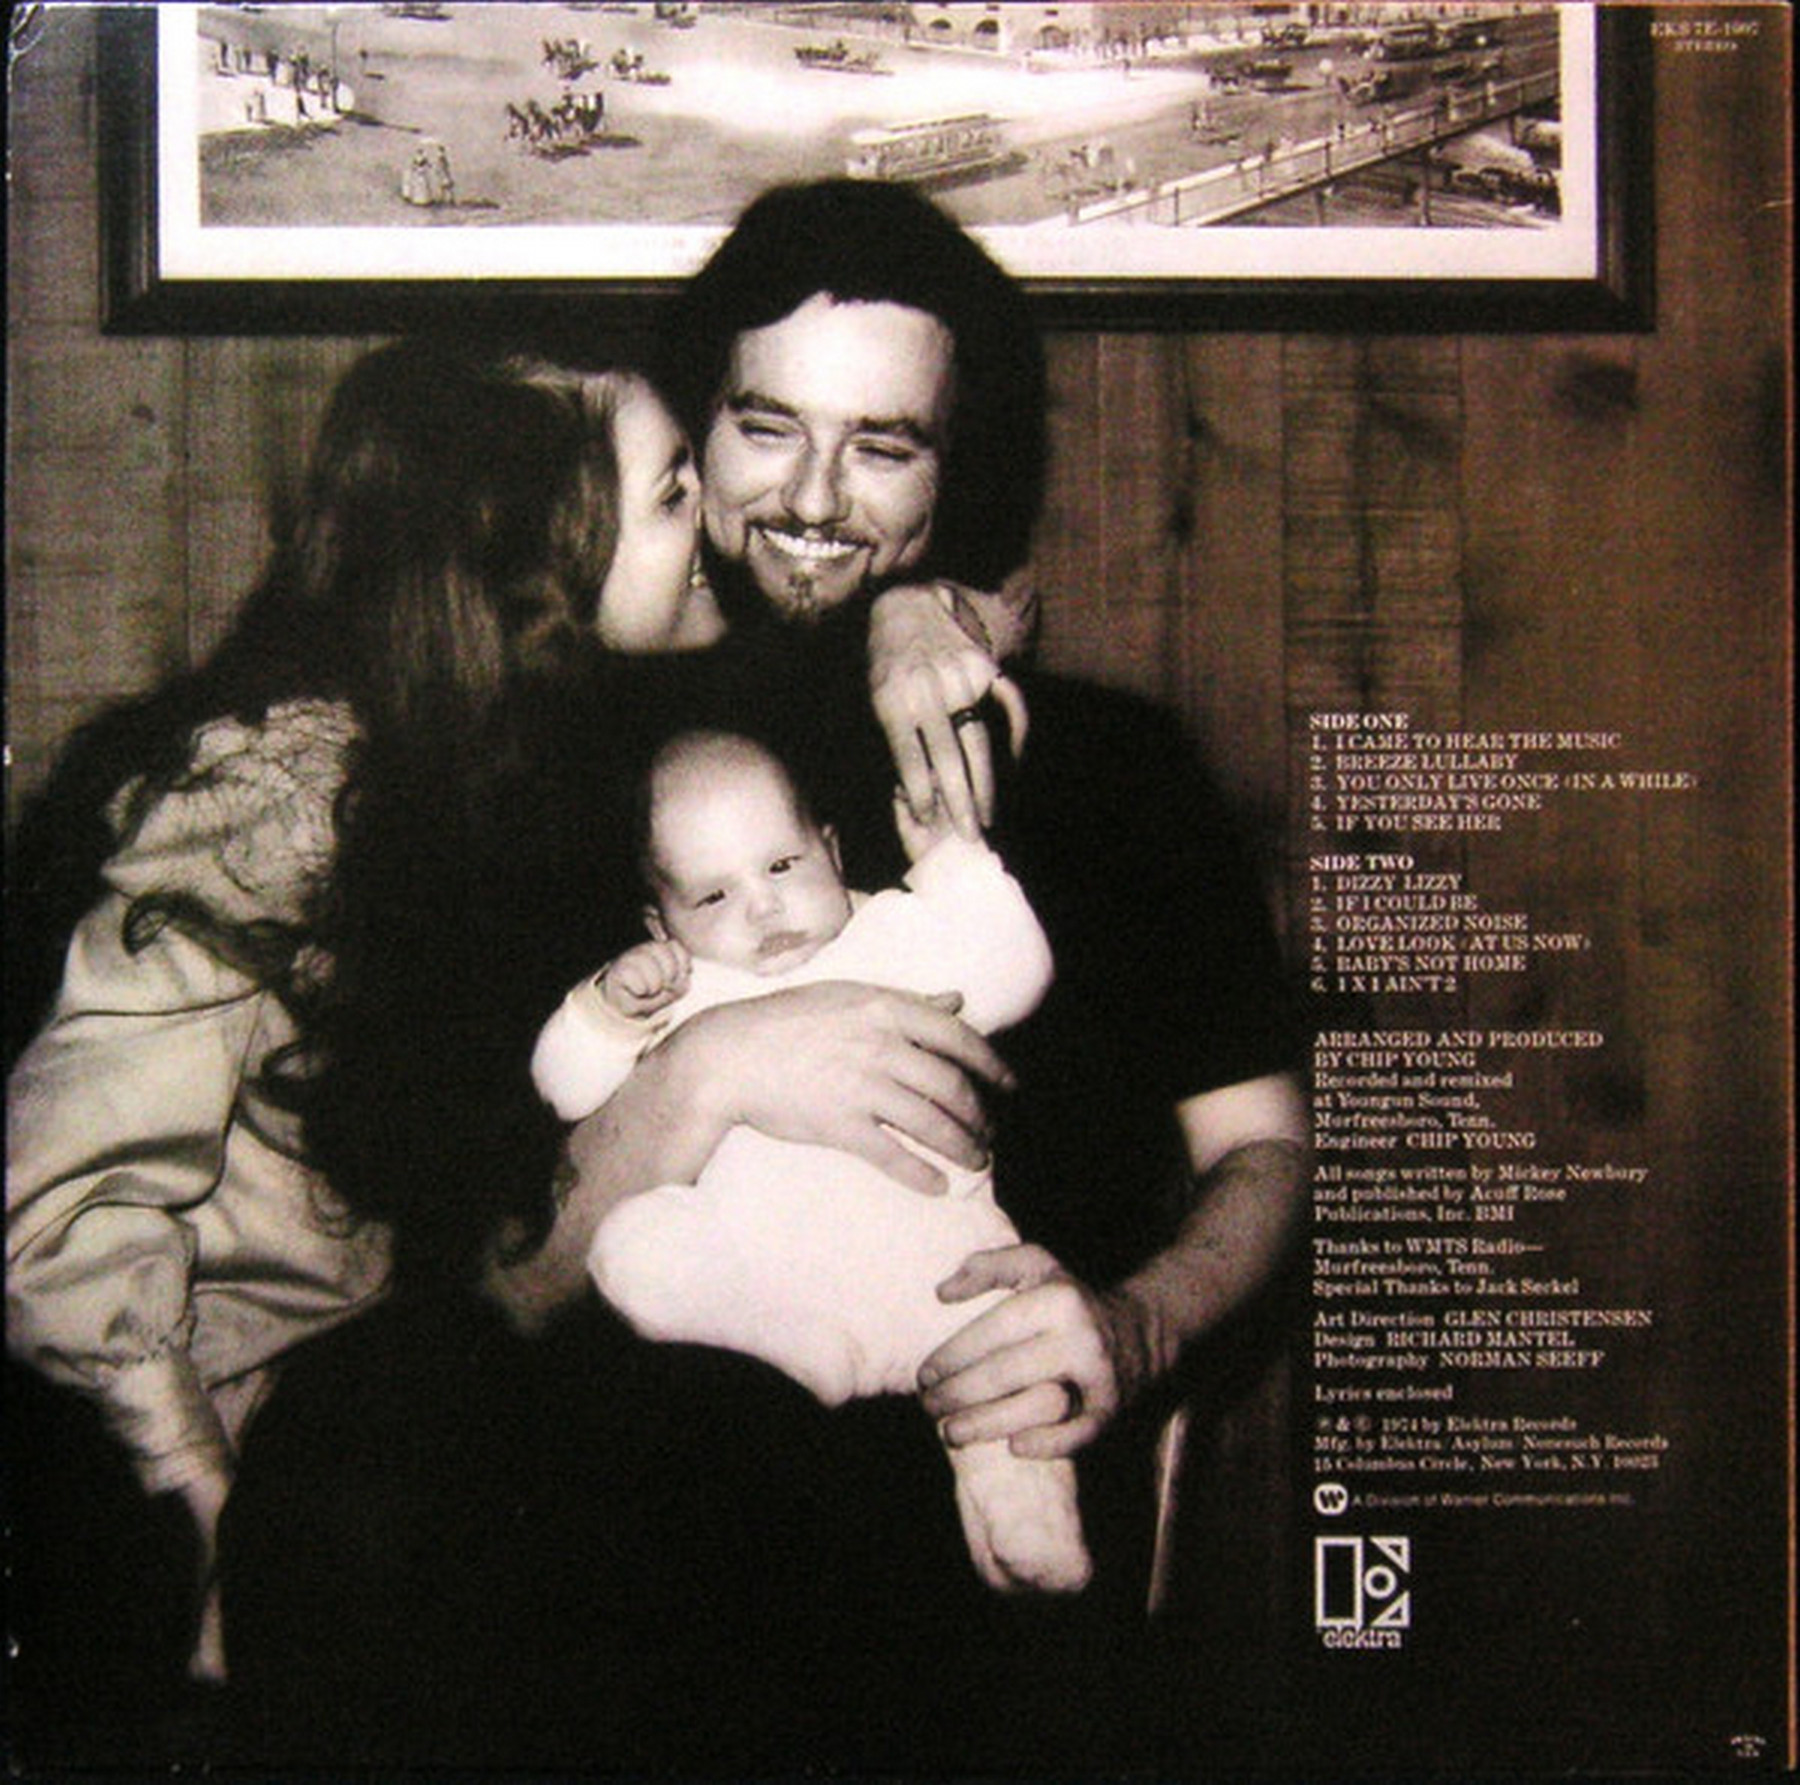 EKS 7E-1007
STEREO
SIDE ONE
1. I CAME TO HEAR THE MUSIC
2. BREEZE LULLABY
3. YOU ONLY LIVE ONCE (IN A WHILE)
4. YESTERDAY'S GONE
5. IF YOU SEE HER
SIDE TWO
1. DIZZY LIZZY
2. IF I COULD BE
3. ORGANIZED NOISE
4. LOVE LOOK (AT US NOW)
5. BABY'S NOT HOME
6. 1 X 1 AIN'T 2
ARRANGED AND PRODUCED
BY CHIP YOUNG
Recorded and remixed
at Youngun Sound,
Murfreesboro, Tenn.
Engineer CHIP YOUNG
All songs written by Mickey Newbury
and published by Acuff Rose
Publications, Inc. BMI
Thanks to WMTS Radio—
Murfreesboro, Tenn.
Special Thanks to Jack Seckel
Art Direction GLEN CHRISTENSEN
Design RICHARD MANTEL
Photography NORMAN SEEFF
Lyrics enclosed
℗ & © 1974 by Elektra Records
Mfg. by Elektra/Asylum/Nonesuch Records
15 Columbus Circle, New York, N.Y. 10023
W A Division of Warner Communications Inc.
elektra